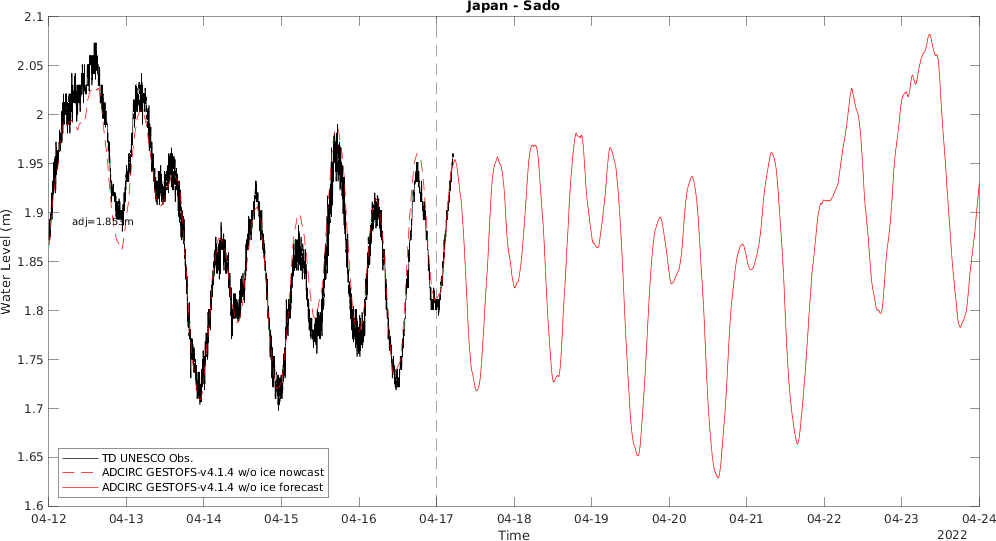 Japan - Sado
2.1
2.05
2
1.95
1.9
1.85
1.8
1.75
1.7
1.65
1.6
Water Level (m)
adj=1.853m
TD UNESCO Obs.
ADCIRC GESTOFS-v4.1.4 w/o ice nowcast
ADCIRC GESTOFS-v4.1.4 w/o ice forecast
04-12 04-13 04-14 04-15 04-16 04-17 04-18 04-19 04-20 04-21 04-22 04-23 04-24
Time
2022